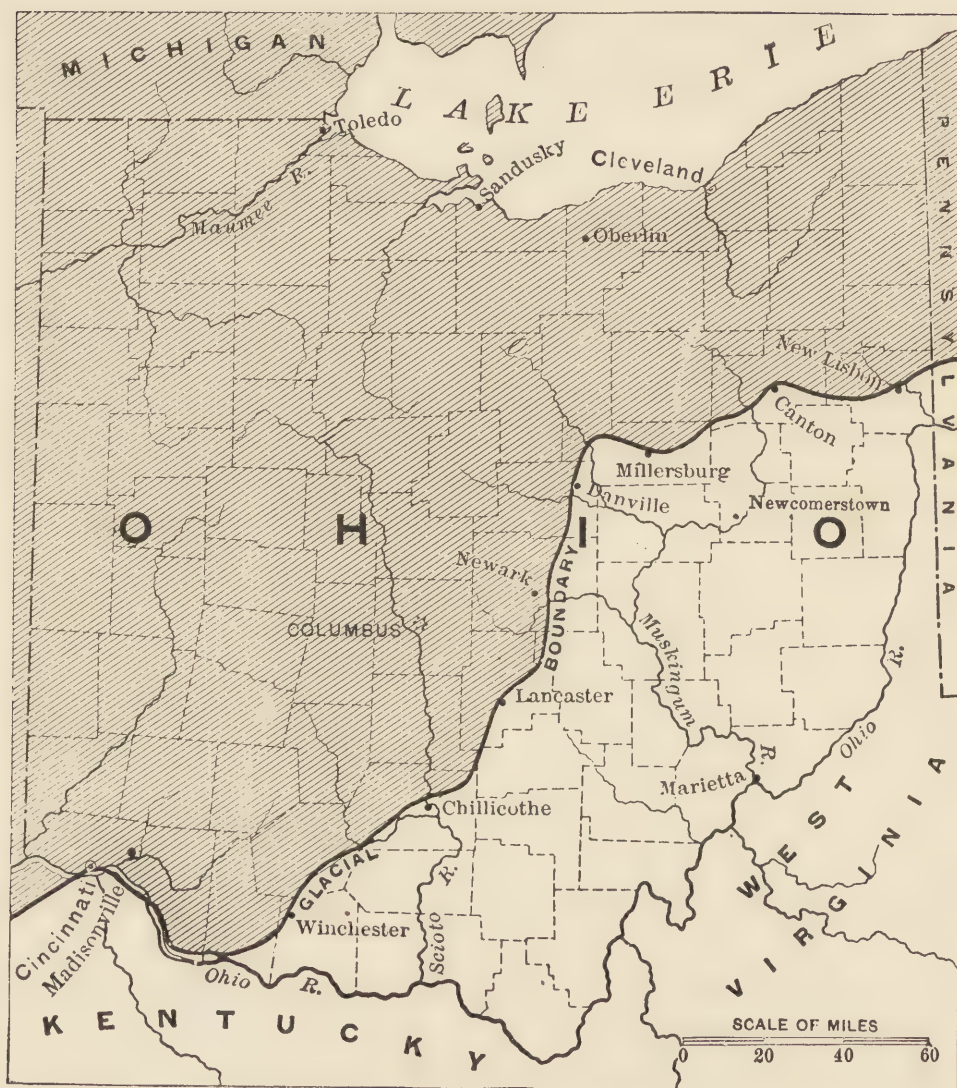 MICHIGAN
LAKE ERIE
Toledo
Maumee R.
Sandusky
Cleveland
Oberlin
PENNSYLVANIA
New Lisbon
Canton
Millersburg
Danville
Newcomerstown
OHIO
Newark
COLUMBUS
GLACIAL BOUNDARY
Muskingum R.
Lancaster
Ohio R.
Marietta
Chillicothe
WEST VIRGINIA
Cincinnati
Madisonville
Winchester
Scioto R.
Ohio R.
KENTUCKY
SCALE OF MILES
0 20 40 60